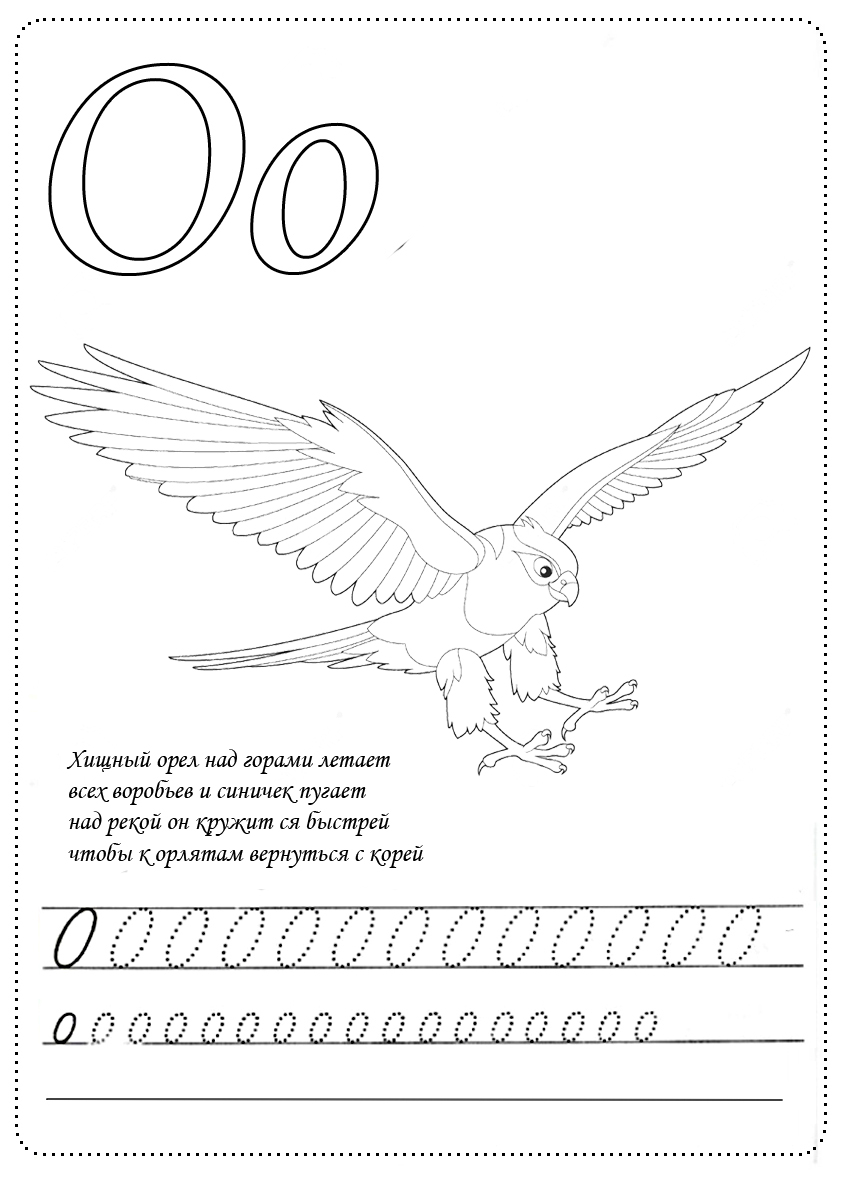 Оо
Хищный орел над горами летает
всех воробьев и синичек пугает
над рекой он кружит ся быстрей
чтобы к орлятам вернуться с корей
О О О О О О О О О О О О О
о о о о о о о о о о о о о о о о о